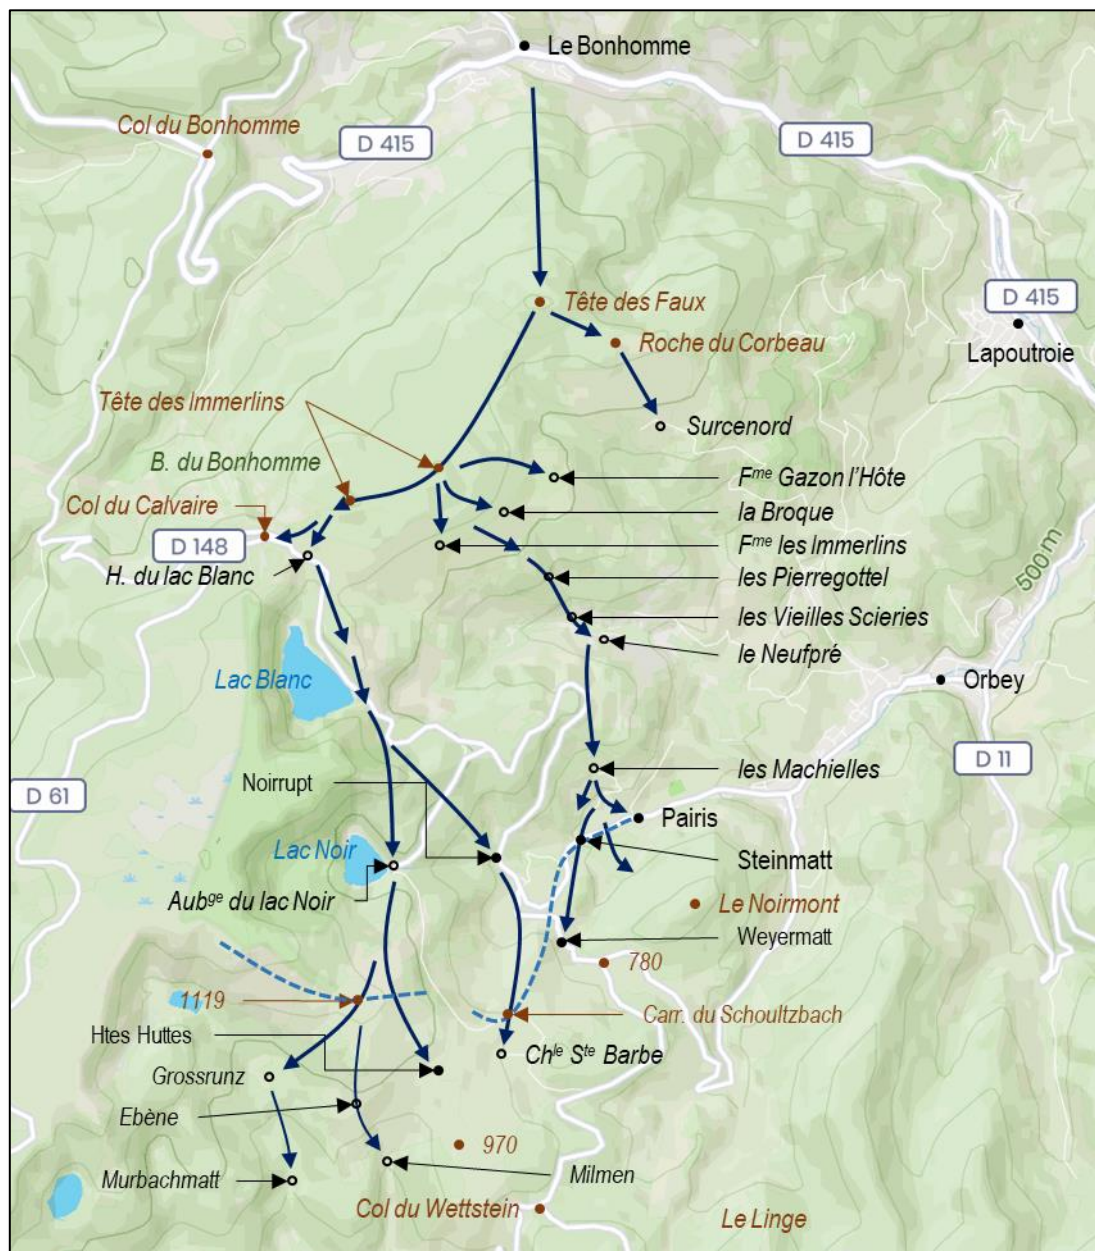 Le Bonhomme
Col du Bonhomme
D 415
D 415
D 415
Tête des Faux
Roche du Corbeau
Lapoutroie
Tête des Immerlins
Surcenord
B. du Bonhomme
Fme Gazon l'Hôte
Col du Calvaire
la Broque
D 148
Fme les Immerlins
H. du lac Blanc
les Pierregottel
500 m
les Vieilles Scieries
le Neufpré
Lac Blanc
Orbey
D 11
Noirrupt
les Machielles
D 61
Pairis
Lac Noir
Steinmatt
Aubge du lac Noir
Le Noirmont
Weyermatt
780
1119
Carr. du Schoultzbach
Htes Huttes
Chle Ste Barbe
Grossrunz
Ebène
970
Murbachmatt
Milmen
Col du Wettstein
Le Linge